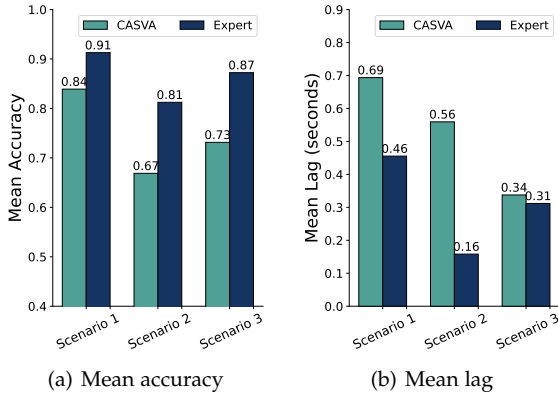 CASVA Expert
1.0
0.9
0.8
0.7
0.6
0.5
0.4
Mean Accuracy
0.84 0.91
0.67 0.81
0.73 0.87
Scenario 1 Scenario 2 Scenario 3
(a) Mean accuracy
CASVA Expert
0.9
0.8
0.7
0.6
0.5
0.4
0.3
0.2
0.1
0.0
Mean Lag (seconds)
0.69 0.46
0.56 0.16
0.34 0.31
Scenario 1 Scenario 2 Scenario 3
(b) Mean lag